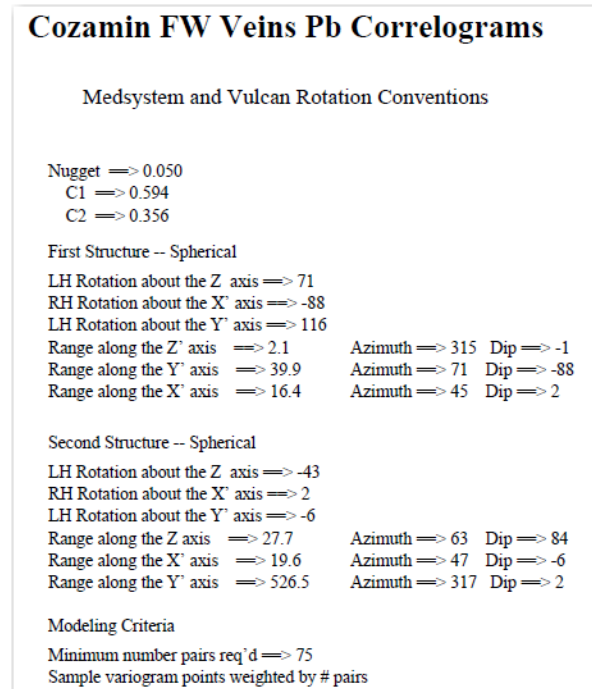 Cozamin FW Veins Pb Correlograms
Medsystem and Vulcan Rotation Conventions
Nugget ==> 0.050
C1 ==> 0.594
C2 ==> 0.356
First Structure -- Spherical
LH Rotation about the Z axis ==> 71
RH Rotation about the X' axis ==> -88
LH Rotation about the Y' axis ==> 116
Range along the Z' axis ==> 2.1 Azimuth ==> 315 Dip ==> -1
Range along the Y' axis ==> 39.9 Azimuth ==> 71 Dip ==> -88
Range along the X' axis ==> 16.4 Azimuth ==> 45 Dip ==> 2
Second Structure -- Spherical
LH Rotation about the Z axis ==> -43
RH Rotation about the X' axis ==> 2
LH Rotation about the Y' axis ==> -6
Range along the Z axis ==> 27.7 Azimuth ==> 63 Dip ==> 84
Range along the X' axis ==> 19.6 Azimuth ==> 47 Dip ==> -6
Range along the Y' axis ==> 526.5 Azimuth ==> 317 Dip ==> 2
Modeling Criteria
Minimum number pairs req'd ==> 75
Sample variogram points weighted by # pairs